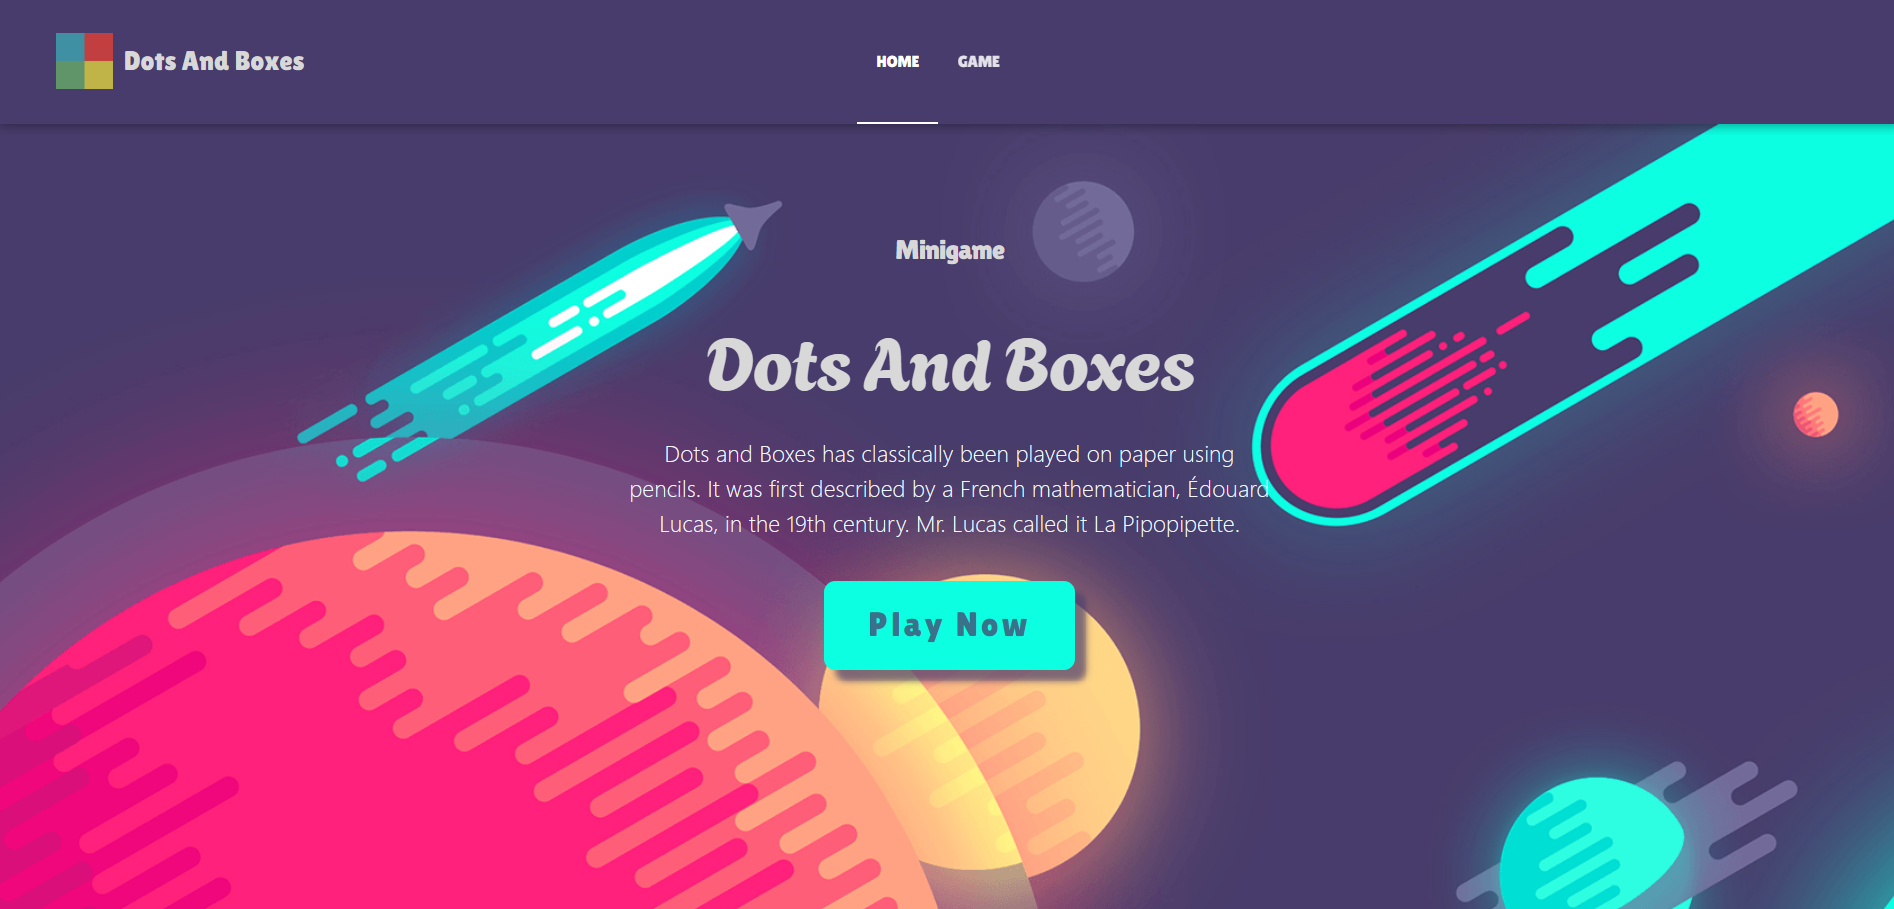 Dots And Boxes
HOME
GAME
Minigame
Dots And Boxes
Dots and Boxes has classically been played on paper using
pencils. It was first described by a French mathematician, Édouard
Lucas, in the 19th century. Mr. Lucas called it La Pipopipette.
Play Now